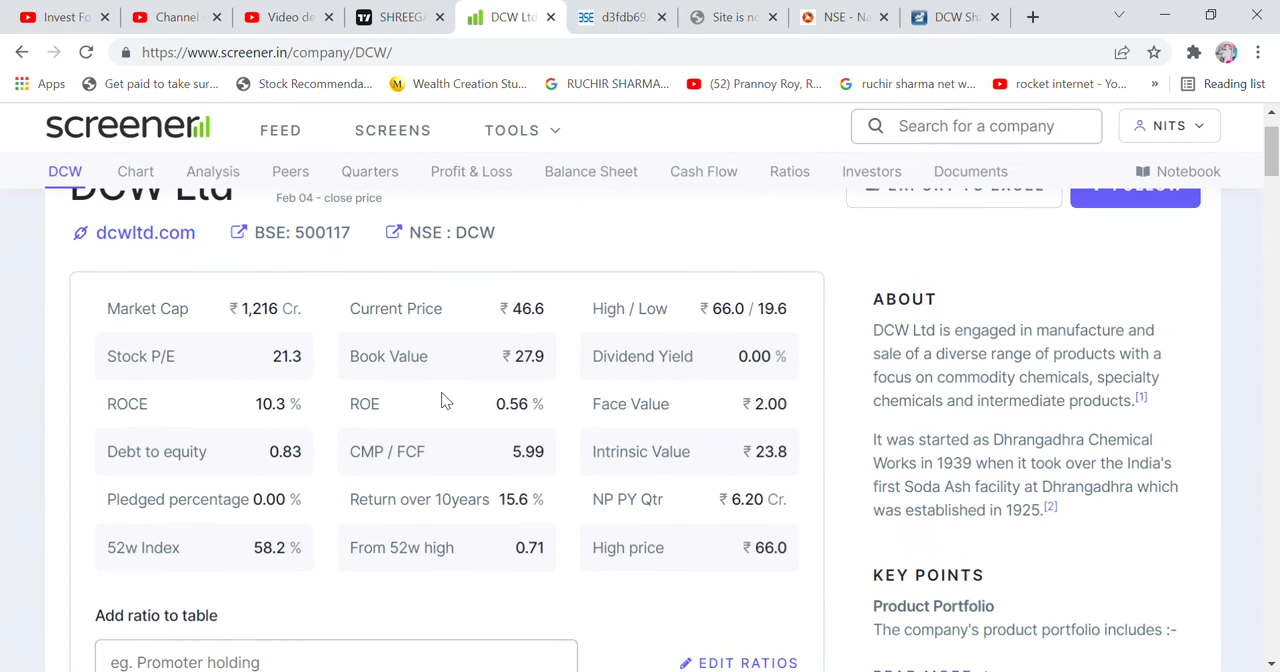 Invest Fo
Channel
Video de
SHREEGA
DCW Ltd
BSE
d3fdb69
Site is no
NSE - Na
DCW Sh
https://www.screener.in/company/DCW/
Apps
Get paid to take sur...
Stock Recommenda...
Wealth Creation Stu...
RUCHIR SHARMA...
(52) Prannoy Roy, R...
ruchir sharma net w...
rocket internet - Yo...
»
Reading list
screener
FEED
SCREENS
TOOLS
Search for a company
NITS
DCW
Chart
Analysis
Peers
Quarters
Profit & Loss
Balance Sheet
Cash Flow
Ratios
Investors
Documents
Notebook
DCW Ltd
Feb 04 - close price
EXPORT TO EXCEL
FOLLOW
dcwltd.com
BSE: 500117
NSE : DCW
Market Cap ₹ 1,216 Cr.
Current Price ₹ 46.6
High / Low ₹ 66.0 / 19.6
Stock P/E 21.3
Book Value ₹ 27.9
Dividend Yield 0.00 %
ROCE 10.3 %
ROE 0.56 %
Face Value ₹ 2.00
Debt to equity 0.83
CMP / FCF 5.99
Intrinsic Value ₹ 23.8
Pledged percentage 0.00 %
Return over 10years 15.6 %
NP PY Qtr ₹ 6.20 Cr.
52w Index 58.2 %
From 52w high 0.71
High price ₹ 66.0
Add ratio to table
eg. Promoter holding
EDIT RATIOS
ABOUT
DCW Ltd is engaged in manufacture and
sale of a diverse range of products with a
focus on commodity chemicals, specialty
chemicals and intermediate products.[1]
It was started as Dhrangadhra Chemical
Works in 1939 when it took over the India's
first Soda Ash facility at Dhrangadhra which
was established in 1925.[2]
KEY POINTS
Product Portfolio
The company's product portfolio includes :-
READ MORE